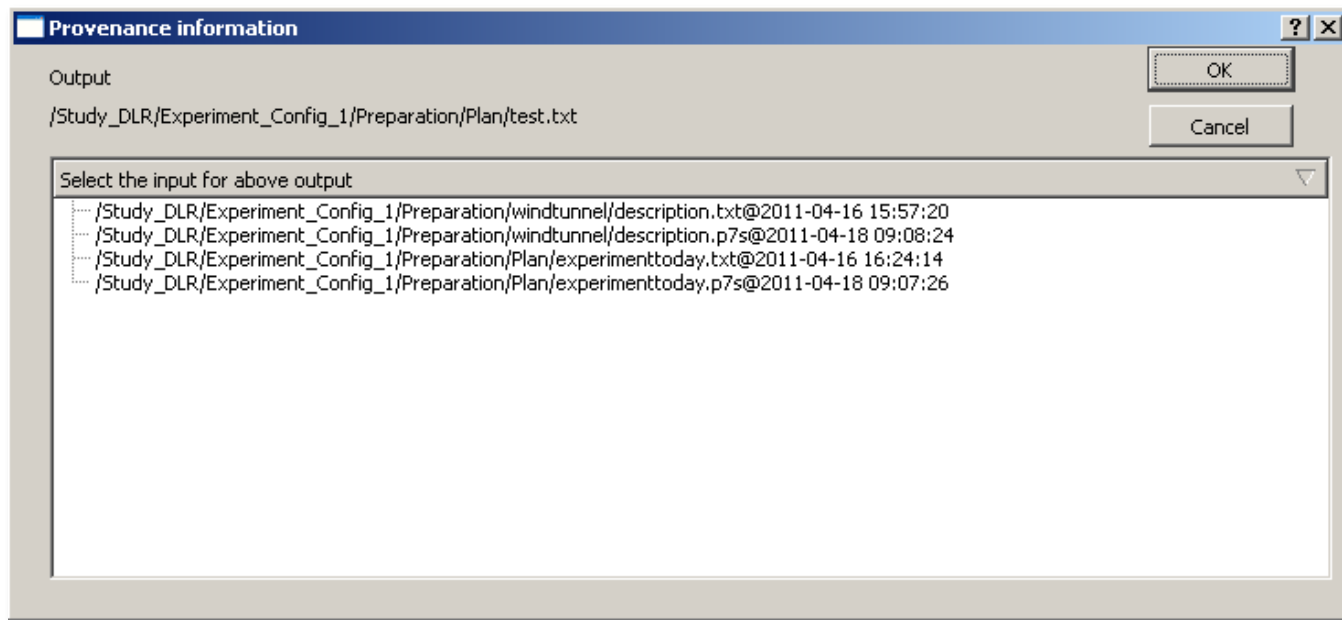 Provenance information
Output
OK
/Study_DLR/Experiment_Config_1/Preparation/Plan/test.txt
Cancel
Select the input for above output
/Study_DLR/Experiment_Config_1/Preparation/windtunnel/description.txt@2011-04-16 15:57:20
/Study_DLR/Experiment_Config_1/Preparation/windtunnel/description.p7s@2011-04-18 09:08:24
/Study_DLR/Experiment_Config_1/Preparation/Plan/experimenttoday.txt@2011-04-16 16:24:14
/Study_DLR/Experiment_Config_1/Preparation/Plan/experimenttoday.p7s@2011-04-18 09:07:26